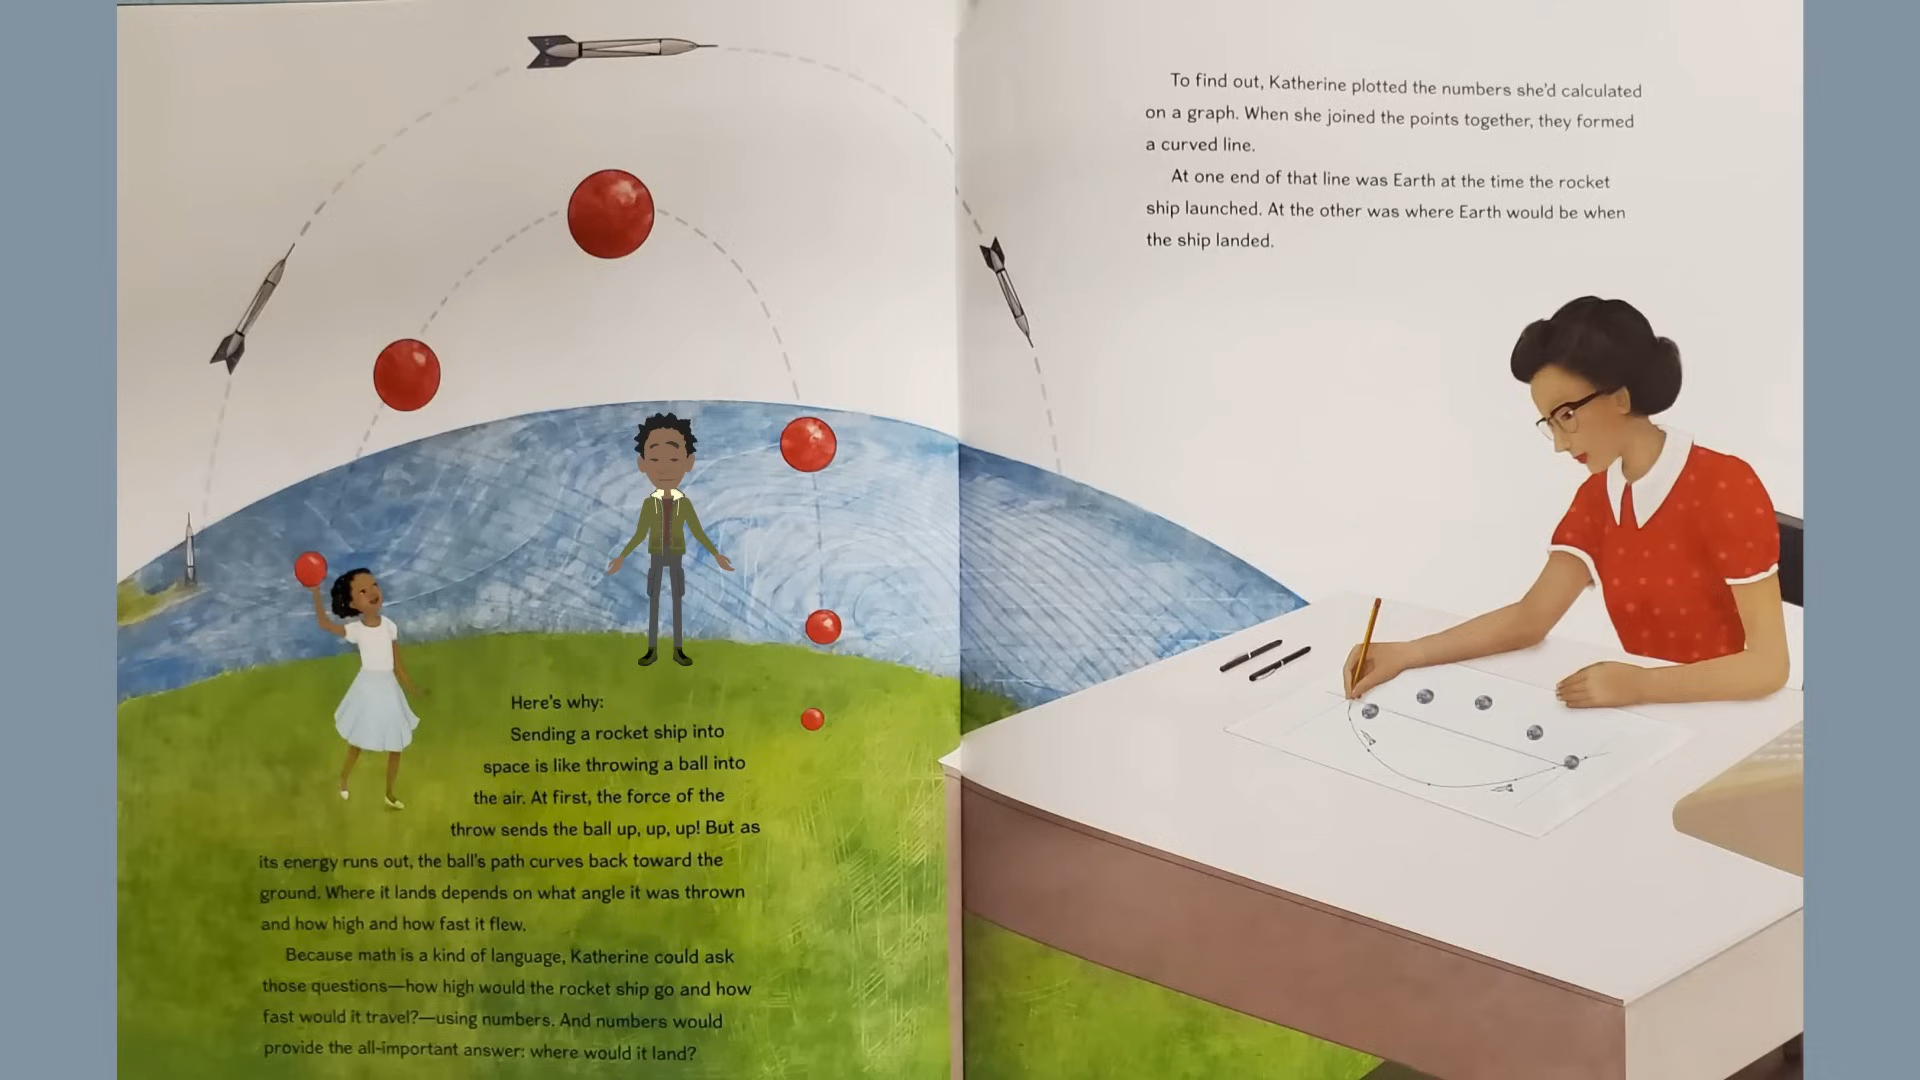 Here's why:
Sending a rocket ship into
space is like throwing a ball into
the air. At first, the force of the
throw sends the ball up, up, up! But as
its energy runs out, the ball's path curves back toward the
ground. Where it lands depends on what angle it was thrown
and how high and how fast it flew.
Because math is a kind of language, Katherine could ask
those questions—how high would the rocket ship go and how
fast would it travel?—using numbers. And numbers would
provide the all-important answer: where would it land?
To find out, Katherine plotted the numbers she'd calculated
on a graph. When she joined the points together, they formed
a curved line.
At one end of that line was Earth at the time the rocket
ship launched. At the other was where Earth would be when
the ship landed.